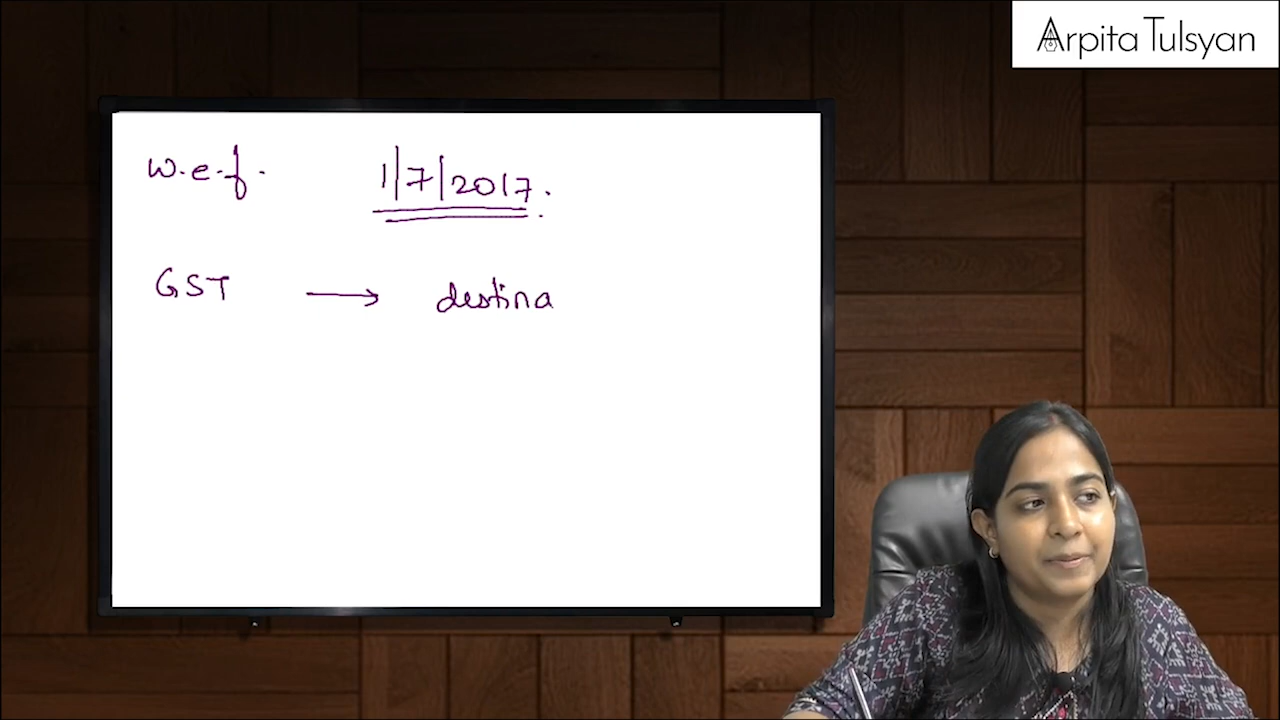 Arpita Tulsyan
w.e.f. 1/7/2017.
GST → destina